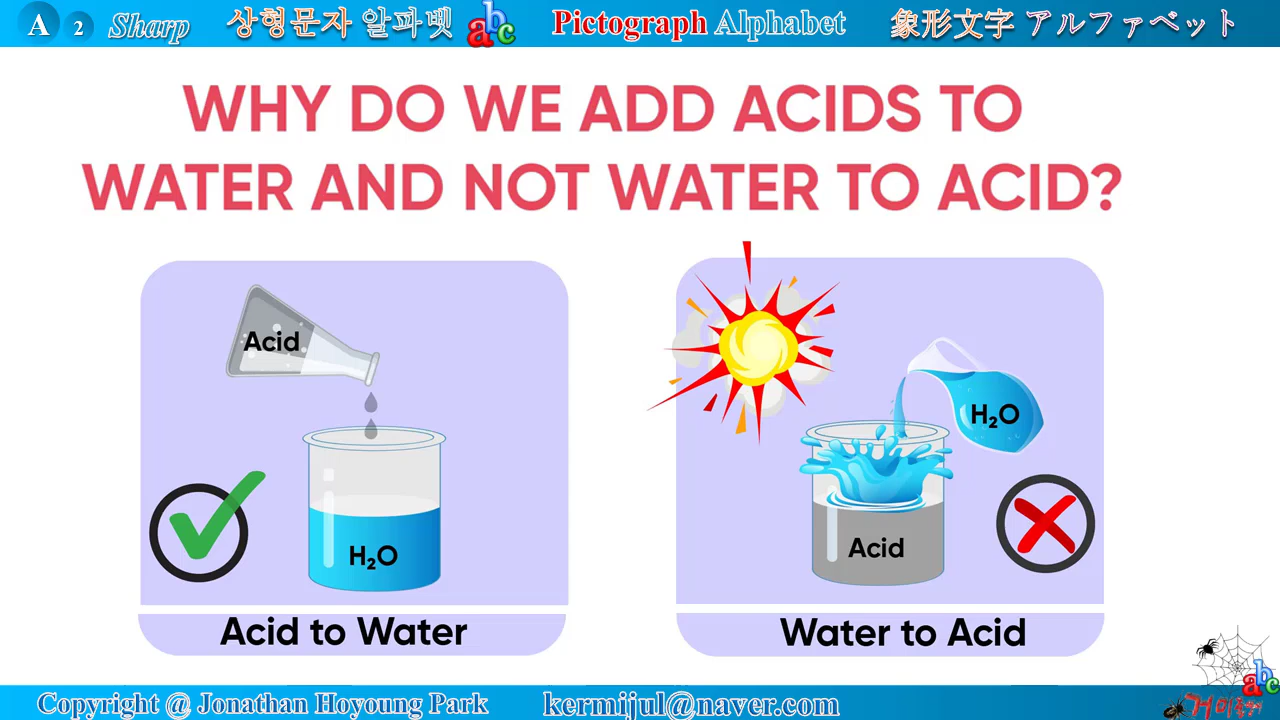 A 2 Sharp 상형문자 알파벳 abc Pictograph Alphabet 象形文字 アルファベット
WHY DO WE ADD ACIDS TO
WATER AND NOT WATER TO ACID?
Acid
H₂O
Acid to Water
H₂O
Acid
Water to Acid
abc
Copyright @ Jonathan Hoyoung Park kermijul@naver.com